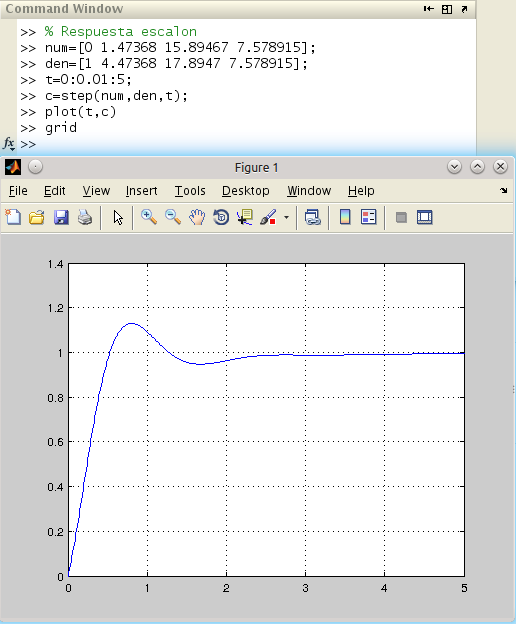 Command Window
>> % Respuesta escalon
>> num=[0 1.47368 15.89467 7.578915];
>> den=[1 4.47368 17.8947 7.578915];
>> t=0:0.01:5;
>> c=step(num,den,t);
>> plot(t,c)
>> grid
fx >>
Figure 1
File Edit View Insert Tools Desktop Window Help
1.4
1.2
1
0.8
0.6
0.4
0.2
0
0 1 2 3 4 5